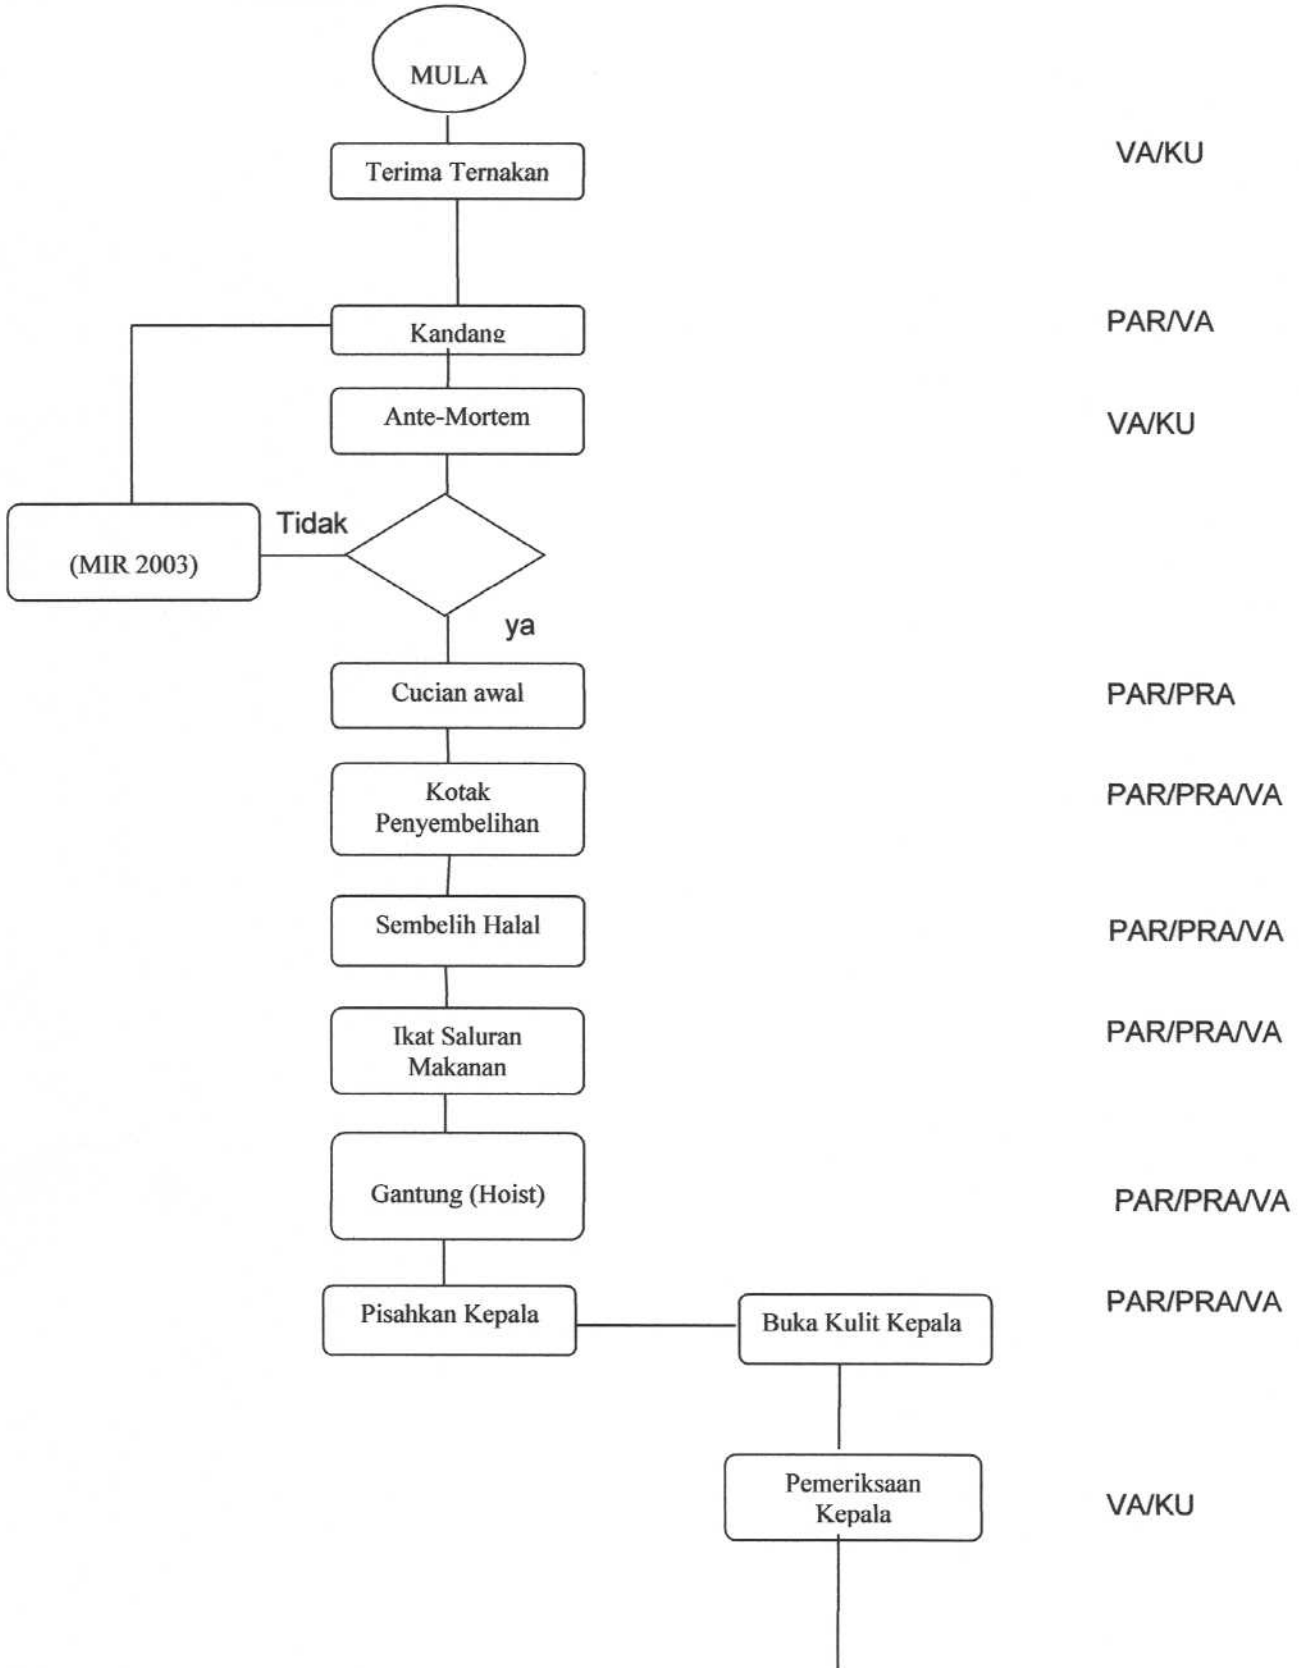 MULA
Terima Ternakan
VA/KU
Kandang
PAR/VA
Ante-Mortem
VA/KU
Tidak
(MIR 2003)
ya
Cucian awal
PAR/PRA
Kotak
Penyembelihan
PAR/PRA/VA
Sembelih Halal
PAR/PRA/VA
Ikat Saluran
Makanan
PAR/PRA/VA
Gantung (Hoist)
PAR/PRA/VA
Pisahkan Kepala
Buka Kulit Kepala
PAR/PRA/VA
Pemeriksaan
Kepala
VA/KU